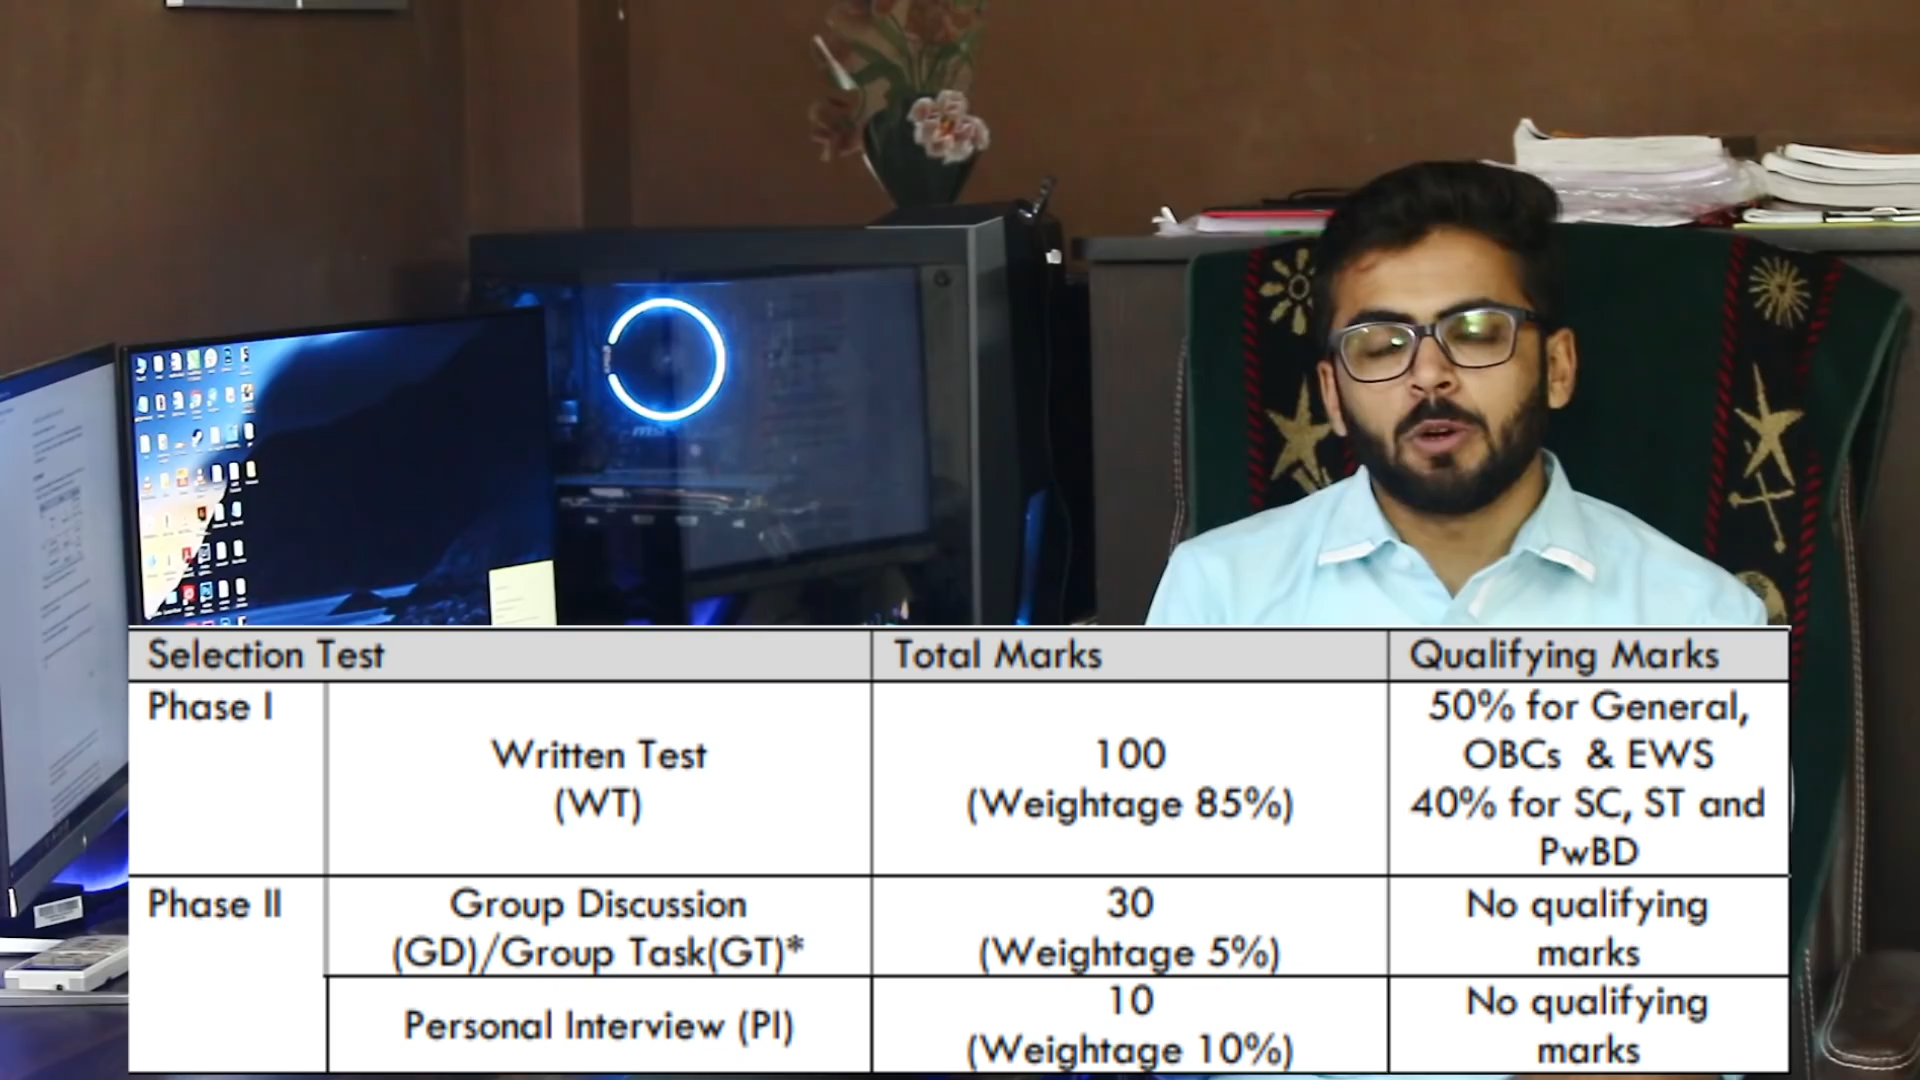 Selection Test
Total Marks
Qualifying Marks
Phase I
Written Test
(WT)
100
(Weightage 85%)
50% for General,
OBCs & EWS
40% for SC, ST and
PwBD
Phase II
Group Discussion
(GD)/Group Task(GT)*
30
(Weightage 5%)
No qualifying
marks
Personal Interview (PI)
10
(Weightage 10%)
No qualifying
marks